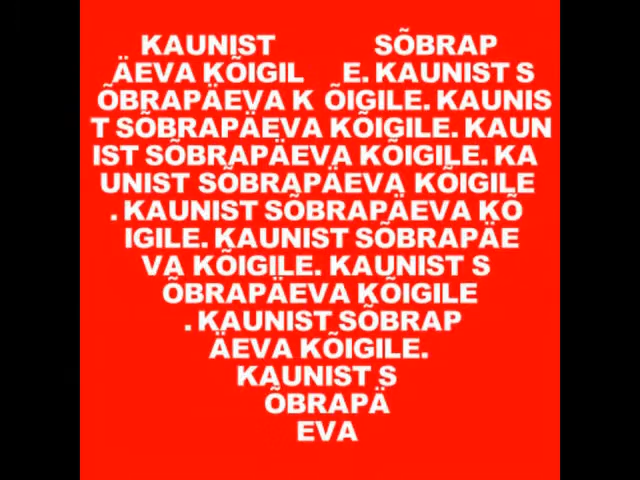 KAUNIST SÕBRAP
ÄEVA KÕIGIL E. KAUNIST S
ÕBRAPÄEVA K ÕIGILE. KAUNIS
T SÕBRAPÄEVA KÕIGILE. KAUN
IST SÕBRAPÄEVA KÕIGILE. KA
UNIST SÕBRAPÄEVA KÕIGILE
. KAUNIST SÕBRAPÄEVA KÕ
IGILE. KAUNIST SÕBRAPÄE
VA KÕIGILE. KAUNIST S
ÕBRAPÄEVA KÕIGILE
. KAUNIST SÕBRAP
ÄEVA KÕIGILE.
KAUNIST S
ÕBRAPÄ
EVA